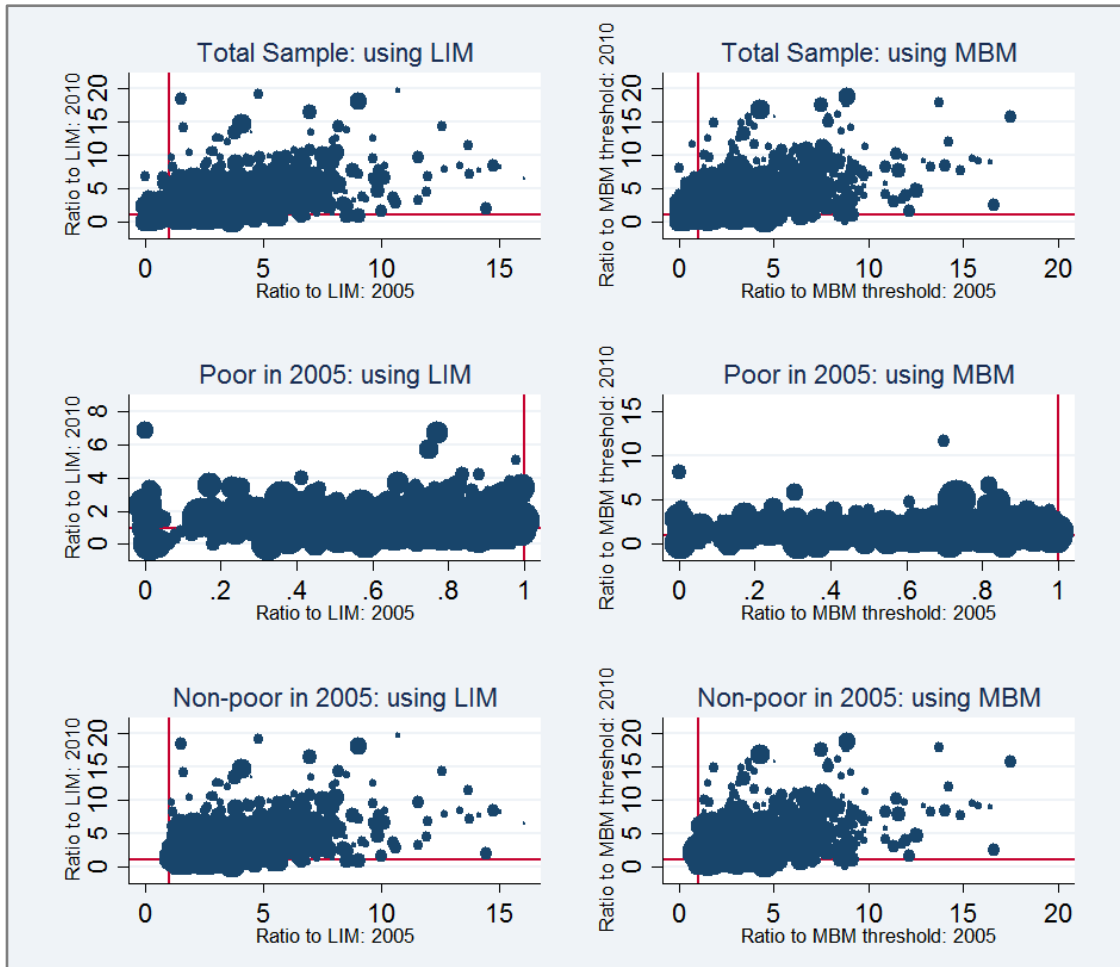 Total Sample: using LIM
Ratio to LIM: 2010
20
15
10
5
0
0 5 10 15
Ratio to LIM: 2005
Total Sample: using MBM
Ratio to MBM threshold: 2010
20
15
10
5
0
0 5 10 15 20
Ratio to MBM threshold: 2005
Poor in 2005: using LIM
Ratio to LIM: 2010
8
6
4
2
0
0 .2 .4 .6 .8 1
Ratio to LIM: 2005
Poor in 2005: using MBM
Ratio to MBM threshold: 2010
15
10
5
0
0 .2 .4 .6 .8 1
Ratio to MBM threshold: 2005
Non-poor in 2005: using LIM
Ratio to LIM: 2010
20
15
10
5
0
0 5 10 15
Ratio to LIM: 2005
Non-poor in 2005: using MBM
Ratio to MBM threshold: 2010
20
15
10
5
0
0 5 10 15 20
Ratio to MBM threshold: 2005